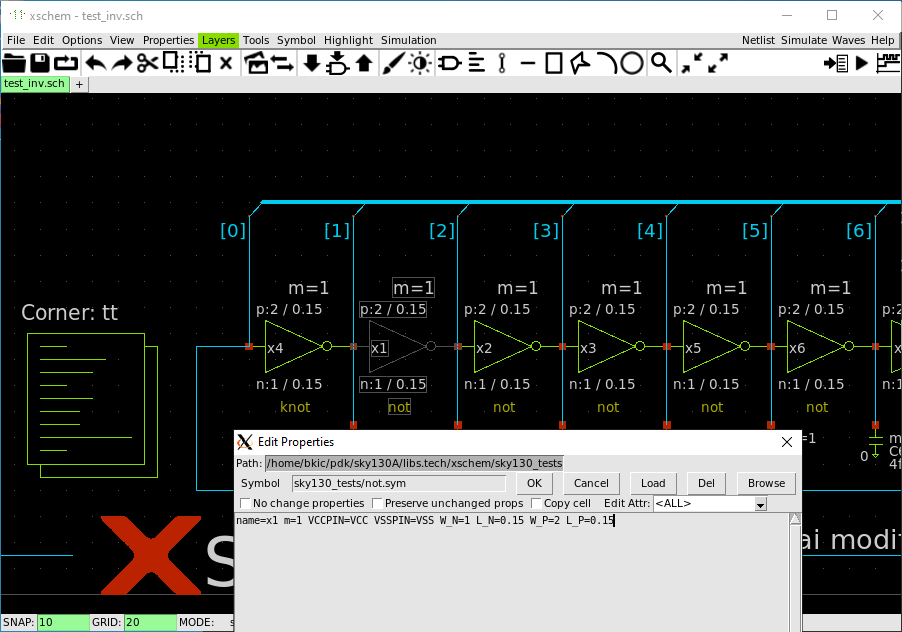 xschem - test_inv.sch
File Edit Options View Properties Layers Tools Symbol Highlight Simulation Netlist Simulate Waves Help
test_inv.sch +
[0] [1] [2] [3] [4] [5] [6]
m=1 m=1 m=1 m=1 m=1 m=1
Corner: tt
p:2 / 0.15 p:2 / 0.15 p:2 / 0.15 p:2 / 0.15 p:2 / 0.15 p:2 / 0.15 p:2
x4 x1 x2 x3 x5 x6
n:1 / 0.15 n:1 / 0.15 n:1 / 0.15 n:1 / 0.15 n:1 / 0.15 n:1 / 0.15 n:1
knot not not not not not
=1
0
4f
Edit Properties
Path: /home/bkic/pdk/sky130A/libs.tech/xschem/sky130_tests
Symbol sky130_tests/not.sym OK Cancel Load Del Browse
No change properties Preserve unchanged props Copy cell Edit Attr: <ALL>
name=x1 m=1 VCCPIN=VCC VSSPIN=VSS W_N=1 L_N=0.15 W_P=2 L_P=0.15
XS
ai modif
SNAP: 10 GRID: 20 MODE: s